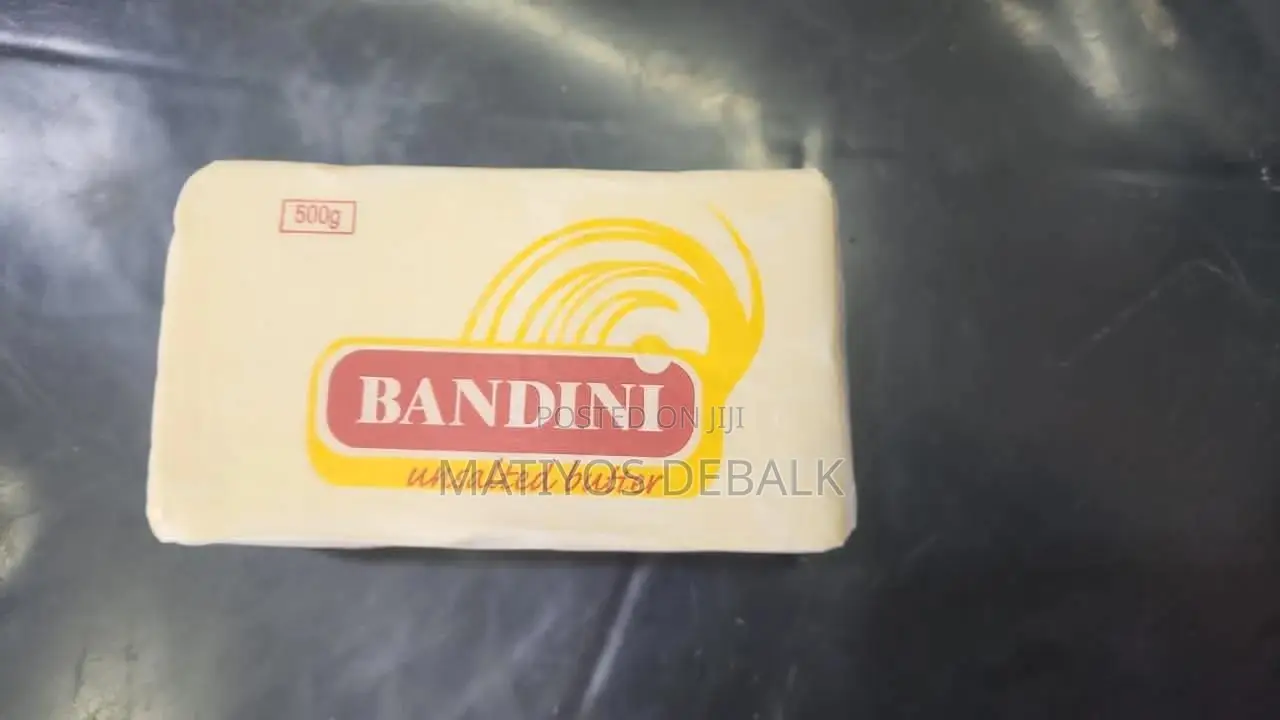 500g
BANDINI
POSTED ON JIJI
unsalted butter
MATIYOS DEBALK